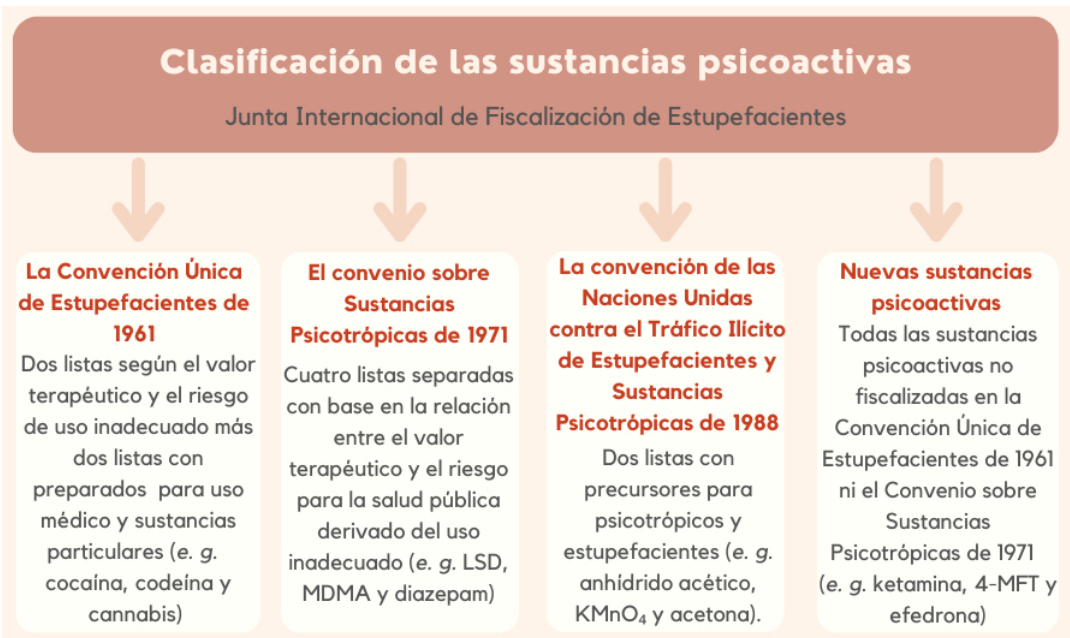 Clasificación de las sustancias psicoactivas
Junta Internacional de Fiscalización de Estupefacientes
La Convención Única
de Estupefacientes de
1961
Dos listas según el valor
terapéutico y el riesgo
de uso inadecuado más
dos listas con
preparados para uso
médico y sustancias
particulares (e. g.
cocaína, codeína y
cannabis)
El convenio sobre
Sustancias
Psicotrópicas de 1971
Cuatro listas separadas
con base en la relación
entre el valor
terapéutico y el riesgo
para la salud pública
derivado del uso
inadecuado (e. g. LSD,
MDMA y diazepam)
La convención de las
Naciones Unidas
contra el Tráfico Ilícito
de Estupefacientes y
Sustancias
Psicotrópicas de 1988
Dos listas con
precursores para
psicotrópicos y
estupefacientes (e. g.
anhídrido acético,
KMnO₄ y acetona).
Nuevas sustancias
psicoactivas
Todas las sustancias
psicoactivas no
fiscalizadas en la
Convención Única de
Estupefacientes de 1961
ni el Convenio sobre
Sustancias
Psicotrópicas de 1971
(e. g. ketamina, 4-MFT y
efedrona)